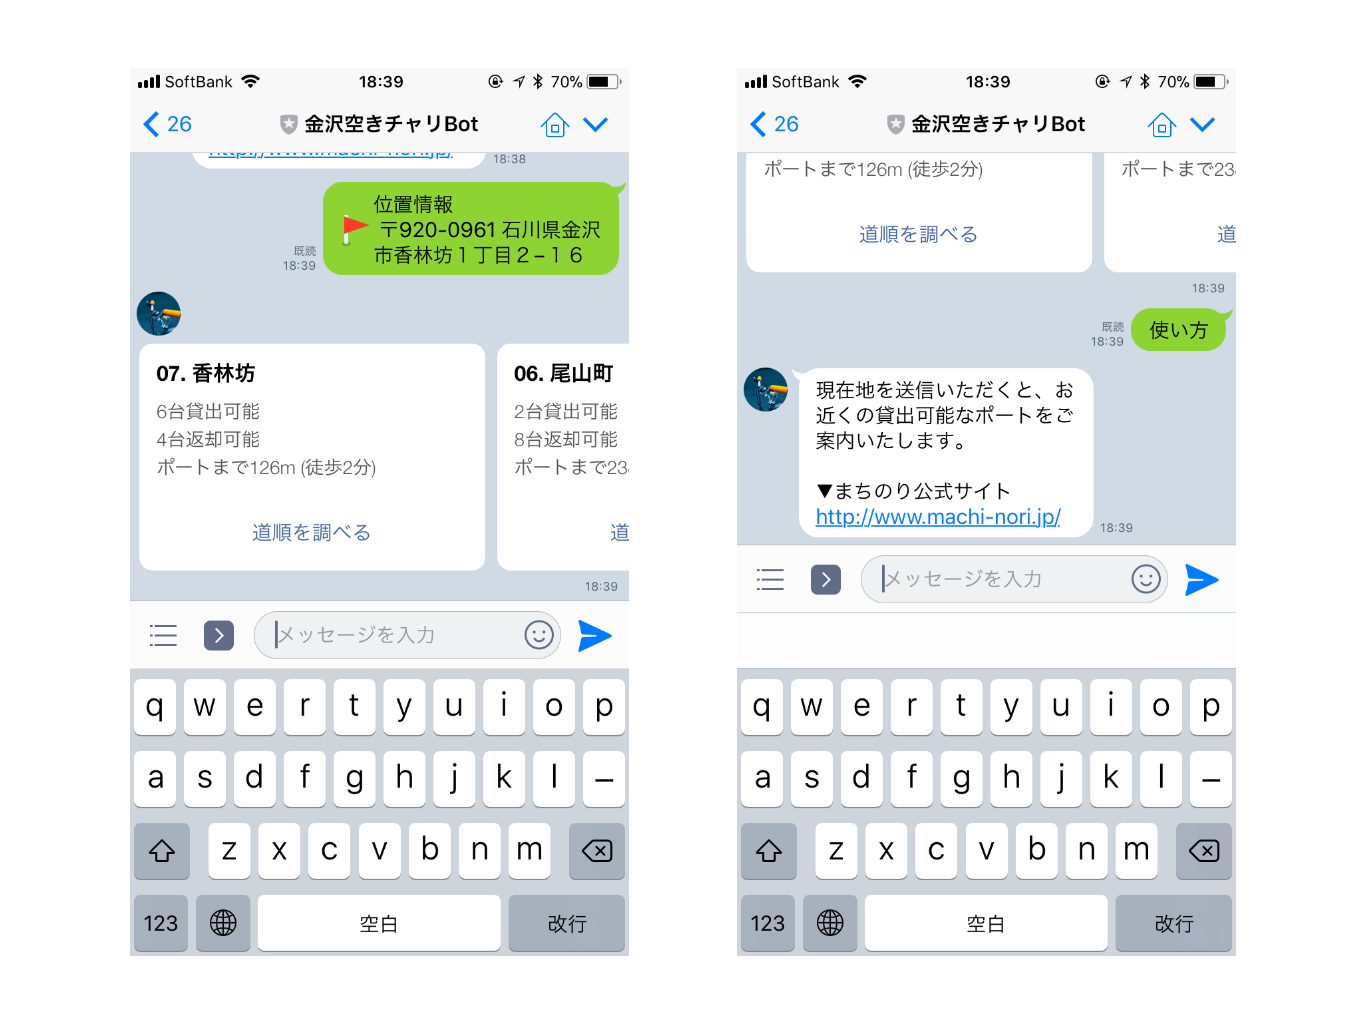 SoftBank 18:39 70%
26 金沢空きチャリBot
http://www.machi-nori.jp/
18:38
位置情報
〒920-0961 石川県金沢
市香林坊１丁目２−１６
既読
18:39
07. 香林坊
6台貸出可能
4台返却可能
ポートまで126m (徒歩2分)
道順を調べる
06. 尾山町
2台貸出可能
8台返却可能
ポートまで23
道
18:39
メッセージを入力
q w e r t y u i o p
a s d f g h j k l –
z x c v b n m
123 空白 改行
SoftBank 18:39 70%
26 金沢空きチャリBot
ポートまで126m (徒歩2分)
道順を調べる
ポートまで23
道
18:39
既読
18:39
使い方
現在地を送信いただくと、お
近くの貸出可能なポートをご
案内いたします。
▼まちのり公式サイト
http://www.machi-nori.jp/
18:39
メッセージを入力
q w e r t y u i o p
a s d f g h j k l –
z x c v b n m
123 空白 改行